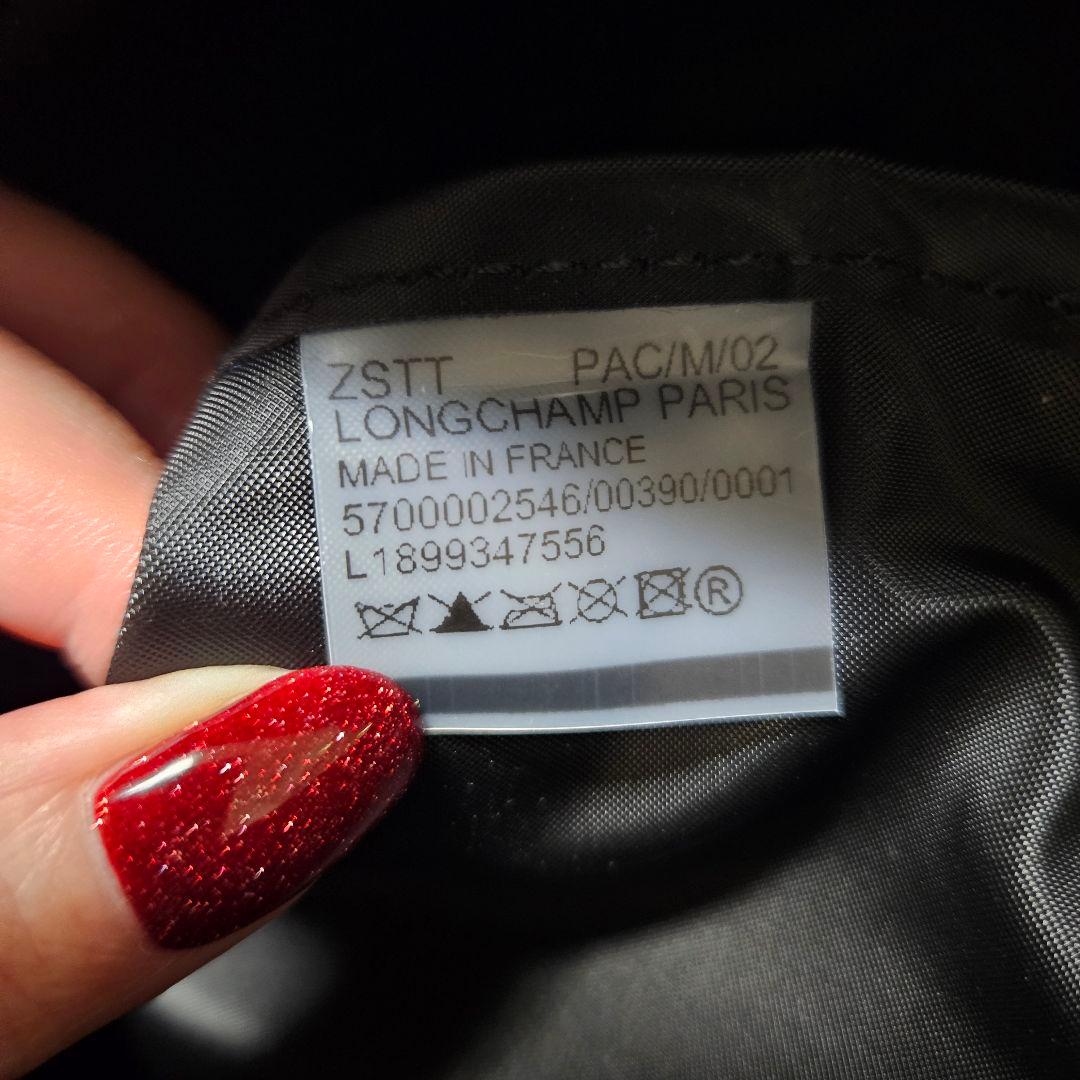 ZSTT PAC/M/02
LONGCHAMP PARIS
MADE IN FRANCE
5700002546/00390/0001
L1899347556
®